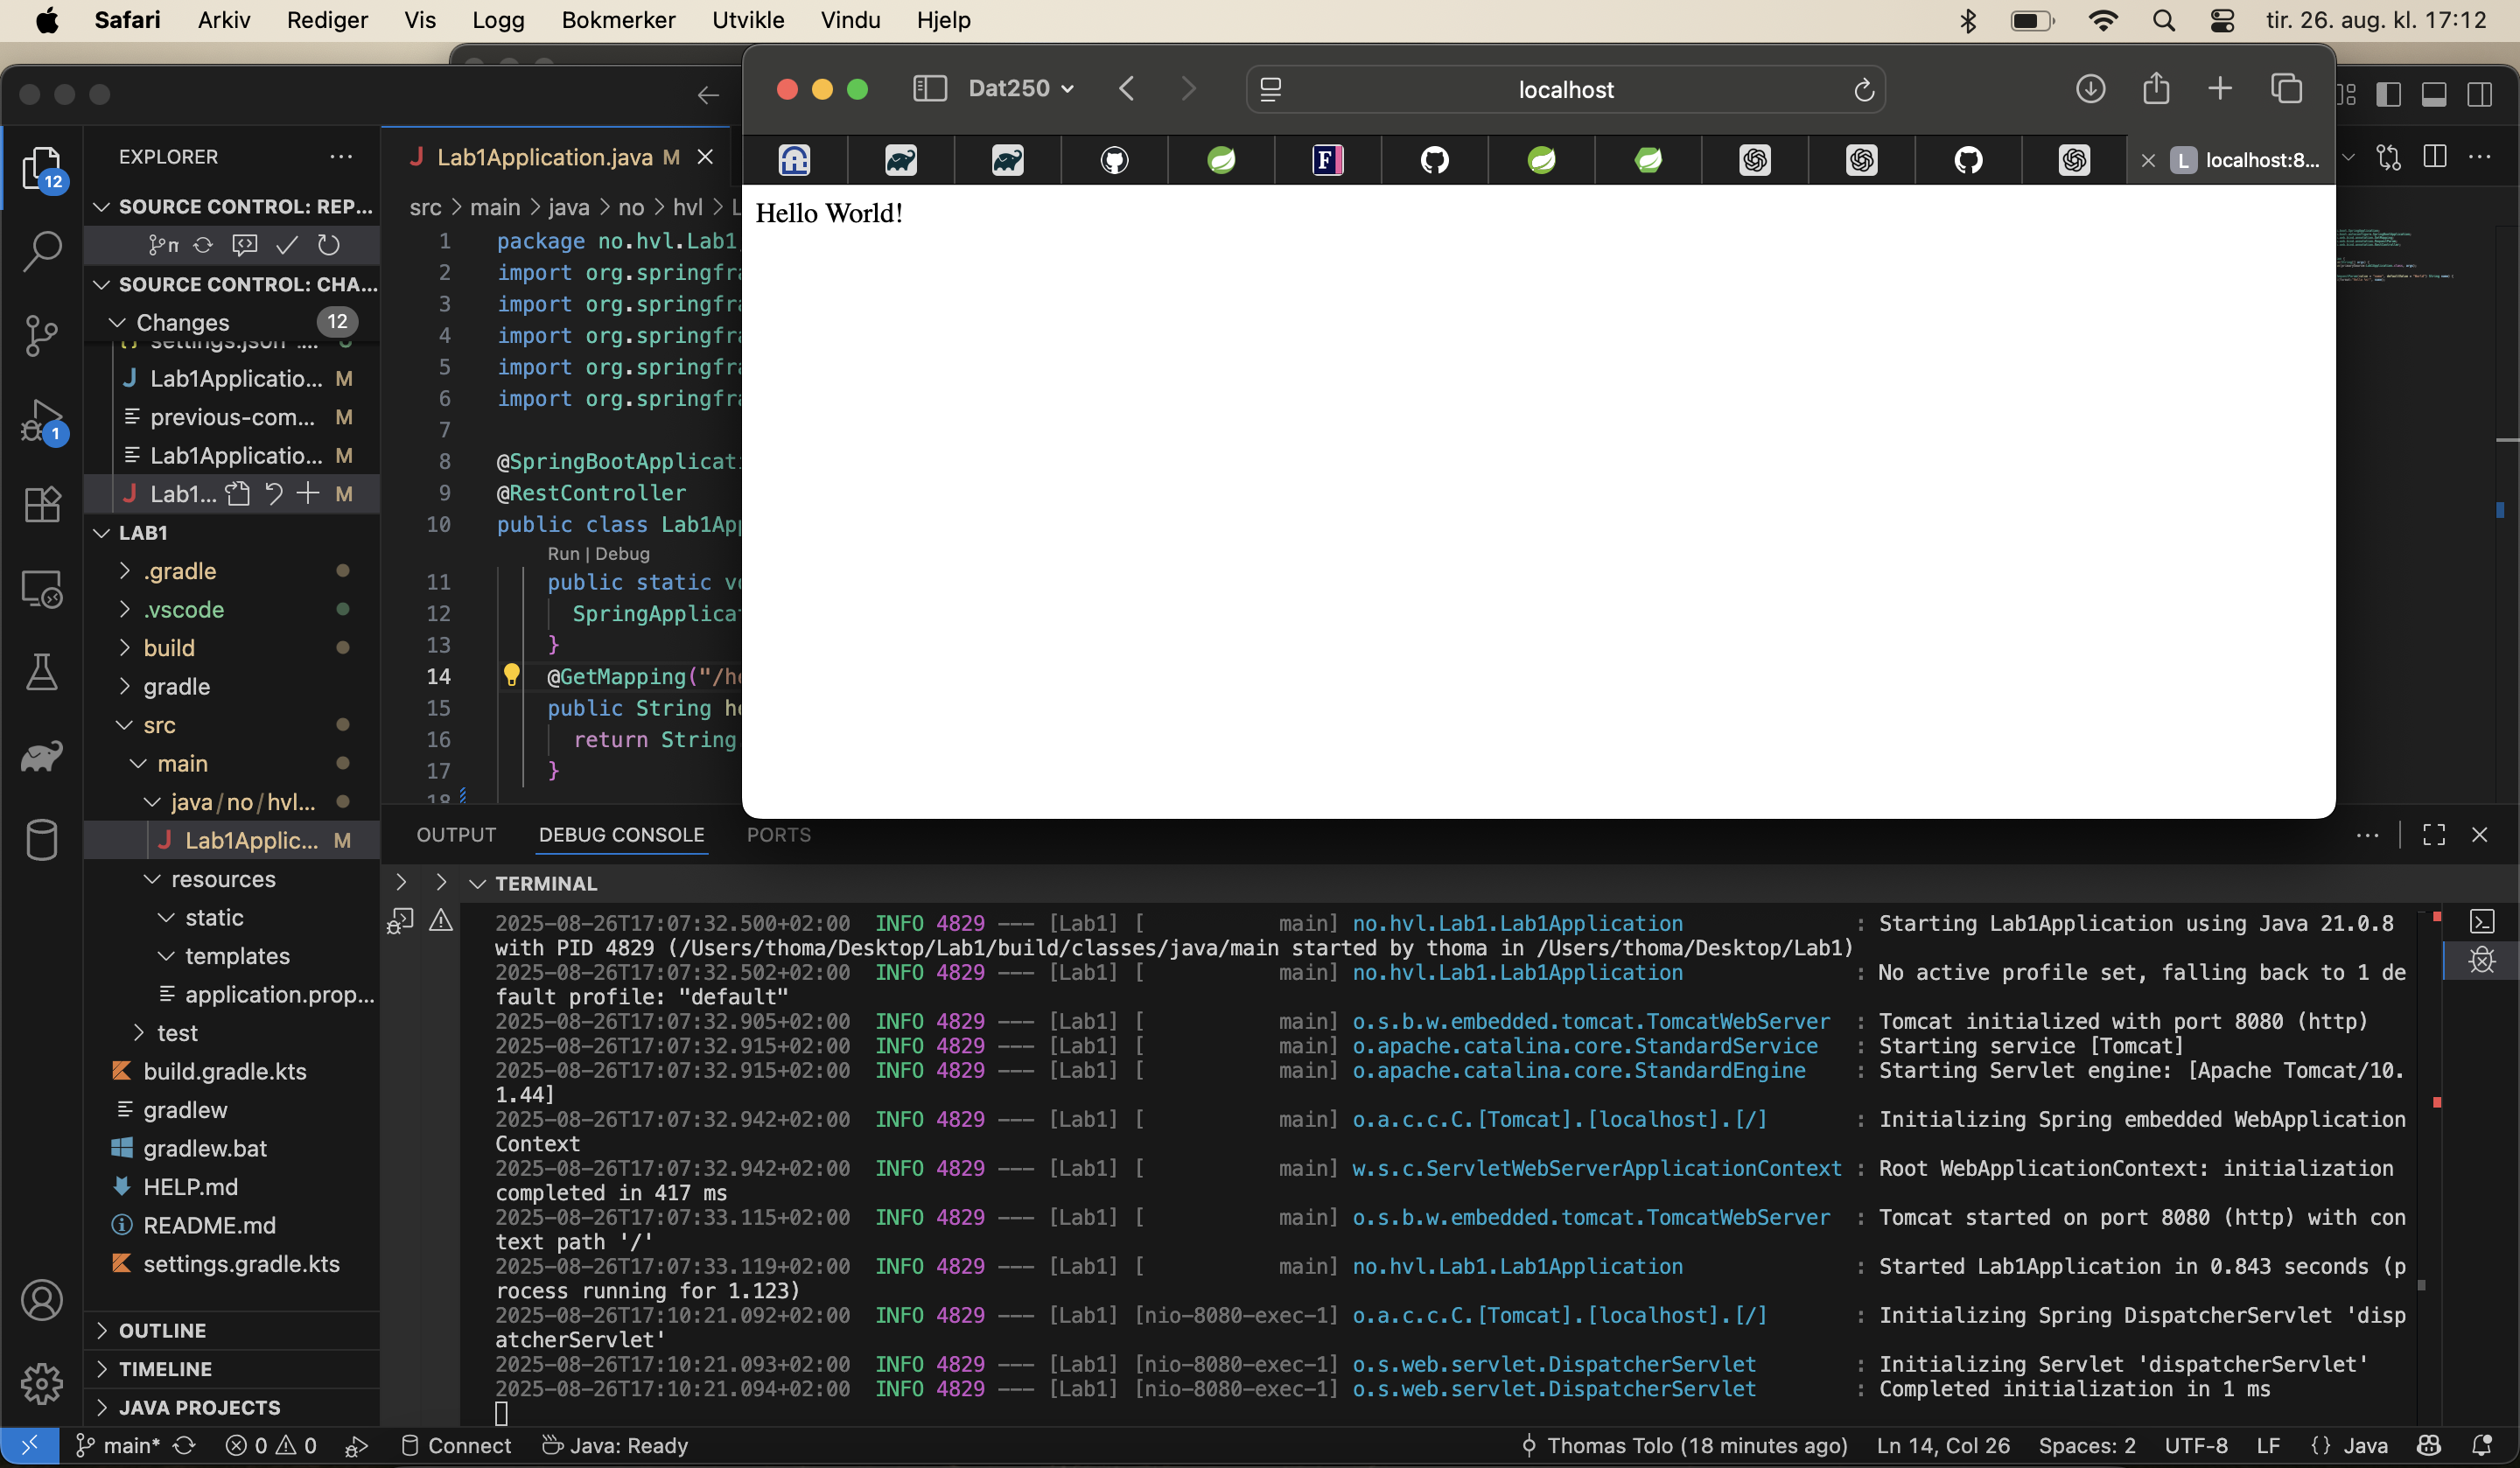 Safari Arkiv Rediger Vis Logg Bokmerker Utvikle Vindu Hjelp tir. 26. aug. kl. 17:12
Dat250 localhost
L localhost:8...
Hello World!
12
1
EXPLORER
SOURCE CONTROL: REP...
SOURCE CONTROL: CHA...
Changes 12
settings.json ....
Lab1Applicatio... M
previous-com... M
Lab1Applicatio... M
Lab1... M
LAB1
.gradle
.vscode
build
gradle
src
main
java/no/hvl...
Lab1Applic... M
resources
static
templates
application.prop...
test
build.gradle.kts
gradlew
gradlew.bat
HELP.md
README.md
settings.gradle.kts
OUTLINE
TIMELINE
JAVA PROJECTS
Lab1Application.java M
src > main > java > no > hvl > L
1 package no.hvl.Lab1
2 import org.springfra
3 import org.springfra
4 import org.springfra
5 import org.springfra
6 import org.springfra
7
8 @SpringBootApplicati
9 @RestController
10 public class Lab1App
Run | Debug
11 public static vo
12 SpringApplicat
13 }
14 @GetMapping("/he
15 public String he
16 return String
17 }
18
OUTPUT DEBUG CONSOLE PORTS
TERMINAL
2025-08-26T17:07:32.500+02:00 INFO 4829 --- [Lab1] [ main] no.hvl.Lab1.Lab1Application : Starting Lab1Application using Java 21.0.8
with PID 4829 (/Users/thoma/Desktop/Lab1/build/classes/java/main started by thoma in /Users/thoma/Desktop/Lab1)
2025-08-26T17:07:32.502+02:00 INFO 4829 --- [Lab1] [ main] no.hvl.Lab1.Lab1Application : No active profile set, falling back to 1 de
fault profile: "default"
2025-08-26T17:07:32.905+02:00 INFO 4829 --- [Lab1] [ main] o.s.b.w.embedded.tomcat.TomcatWebServer : Tomcat initialized with port 8080 (http)
2025-08-26T17:07:32.915+02:00 INFO 4829 --- [Lab1] [ main] o.apache.catalina.core.StandardService : Starting service [Tomcat]
2025-08-26T17:07:32.915+02:00 INFO 4829 --- [Lab1] [ main] o.apache.catalina.core.StandardEngine : Starting Servlet engine: [Apache Tomcat/10.
1.44]
2025-08-26T17:07:32.942+02:00 INFO 4829 --- [Lab1] [ main] o.a.c.c.C.[Tomcat].[localhost].[/] : Initializing Spring embedded WebApplication
Context
2025-08-26T17:07:32.942+02:00 INFO 4829 --- [Lab1] [ main] w.s.c.ServletWebServerApplicationContext : Root WebApplicationContext: initialization
completed in 417 ms
2025-08-26T17:07:33.115+02:00 INFO 4829 --- [Lab1] [ main] o.s.b.w.embedded.tomcat.TomcatWebServer : Tomcat started on port 8080 (http) with con
text path '/'
2025-08-26T17:07:33.119+02:00 INFO 4829 --- [Lab1] [ main] no.hvl.Lab1.Lab1Application : Started Lab1Application in 0.843 seconds (p
rocess running for 1.123)
2025-08-26T17:10:21.092+02:00 INFO 4829 --- [Lab1] [nio-8080-exec-1] o.a.c.c.C.[Tomcat].[localhost].[/] : Initializing Spring DispatcherServlet 'disp
atcherServlet'
2025-08-26T17:10:21.093+02:00 INFO 4829 --- [Lab1] [nio-8080-exec-1] o.s.web.servlet.DispatcherServlet : Initializing Servlet 'dispatcherServlet'
2025-08-26T17:10:21.094+02:00 INFO 4829 --- [Lab1] [nio-8080-exec-1] o.s.web.servlet.DispatcherServlet : Completed initialization in 1 ms
main* 0 0 Connect Java: Ready Thomas Tolo (18 minutes ago) Ln 14, Col 26 Spaces: 2 UTF-8 LF {} Java